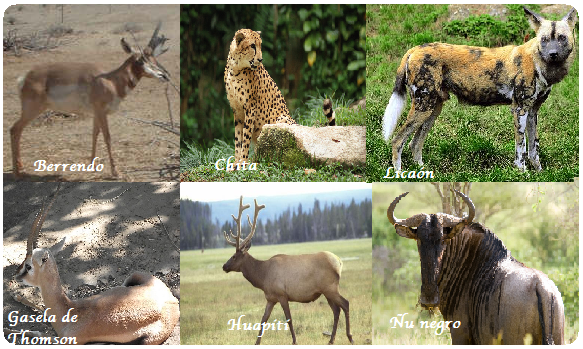 Berrendo
Chita
Licaón
Gasela de
Thomson
Huapití
Ñu negro